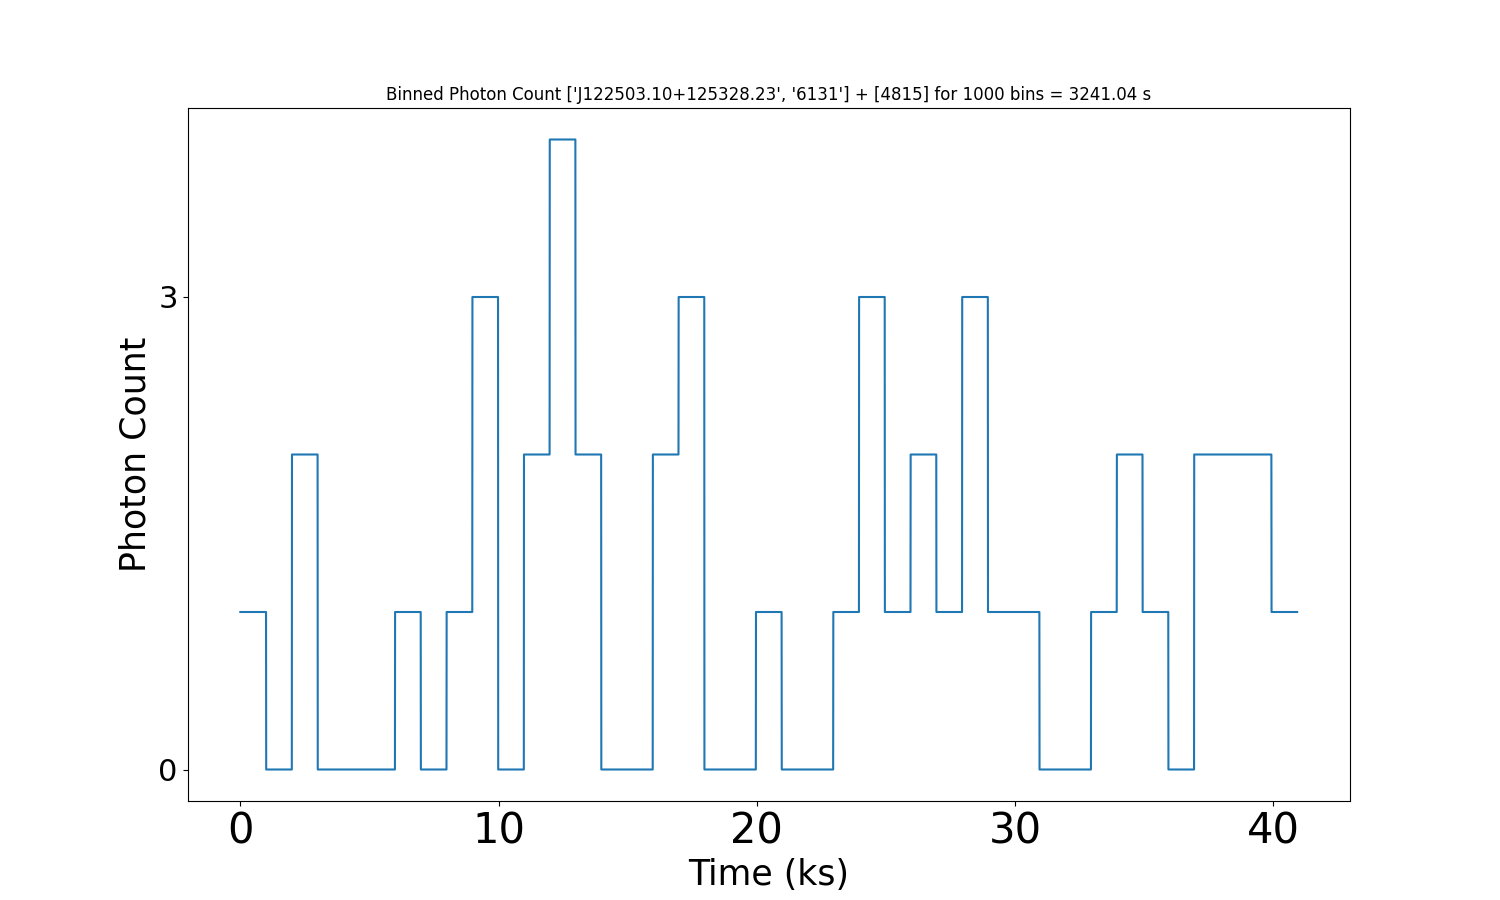 Binned Photon Count ['J122503.10+125328.23', '6131'] + [4815] for 1000 bins = 3241.04 s
Photon Count
3
0
0 10 20 30 40
Time (ks)